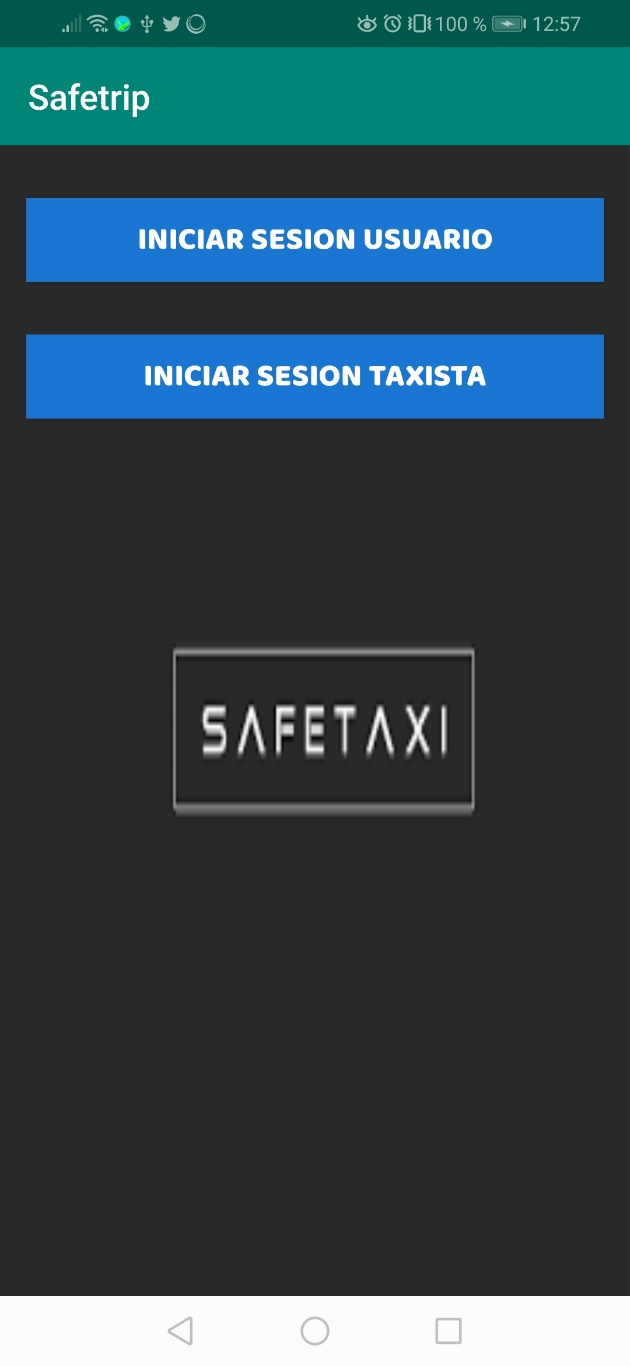 100 % 12:57
Safetrip
INICIAR SESION USUARIO
INICIAR SESION TAXISTA
SAFETAXI